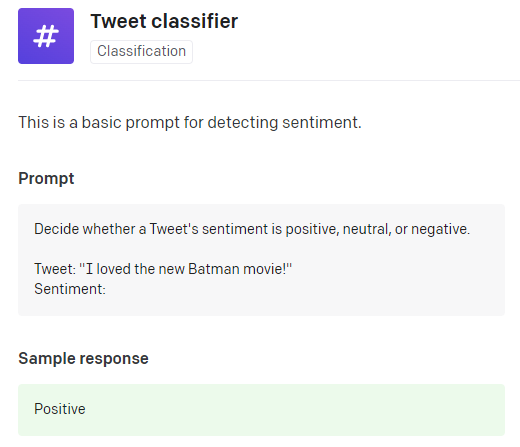 #
Tweet classifier
Classification
This is a basic prompt for detecting sentiment.
Prompt
Decide whether a Tweet's sentiment is positive, neutral, or negative.
Tweet: "I loved the new Batman movie!"
Sentiment:
Sample response
Positive